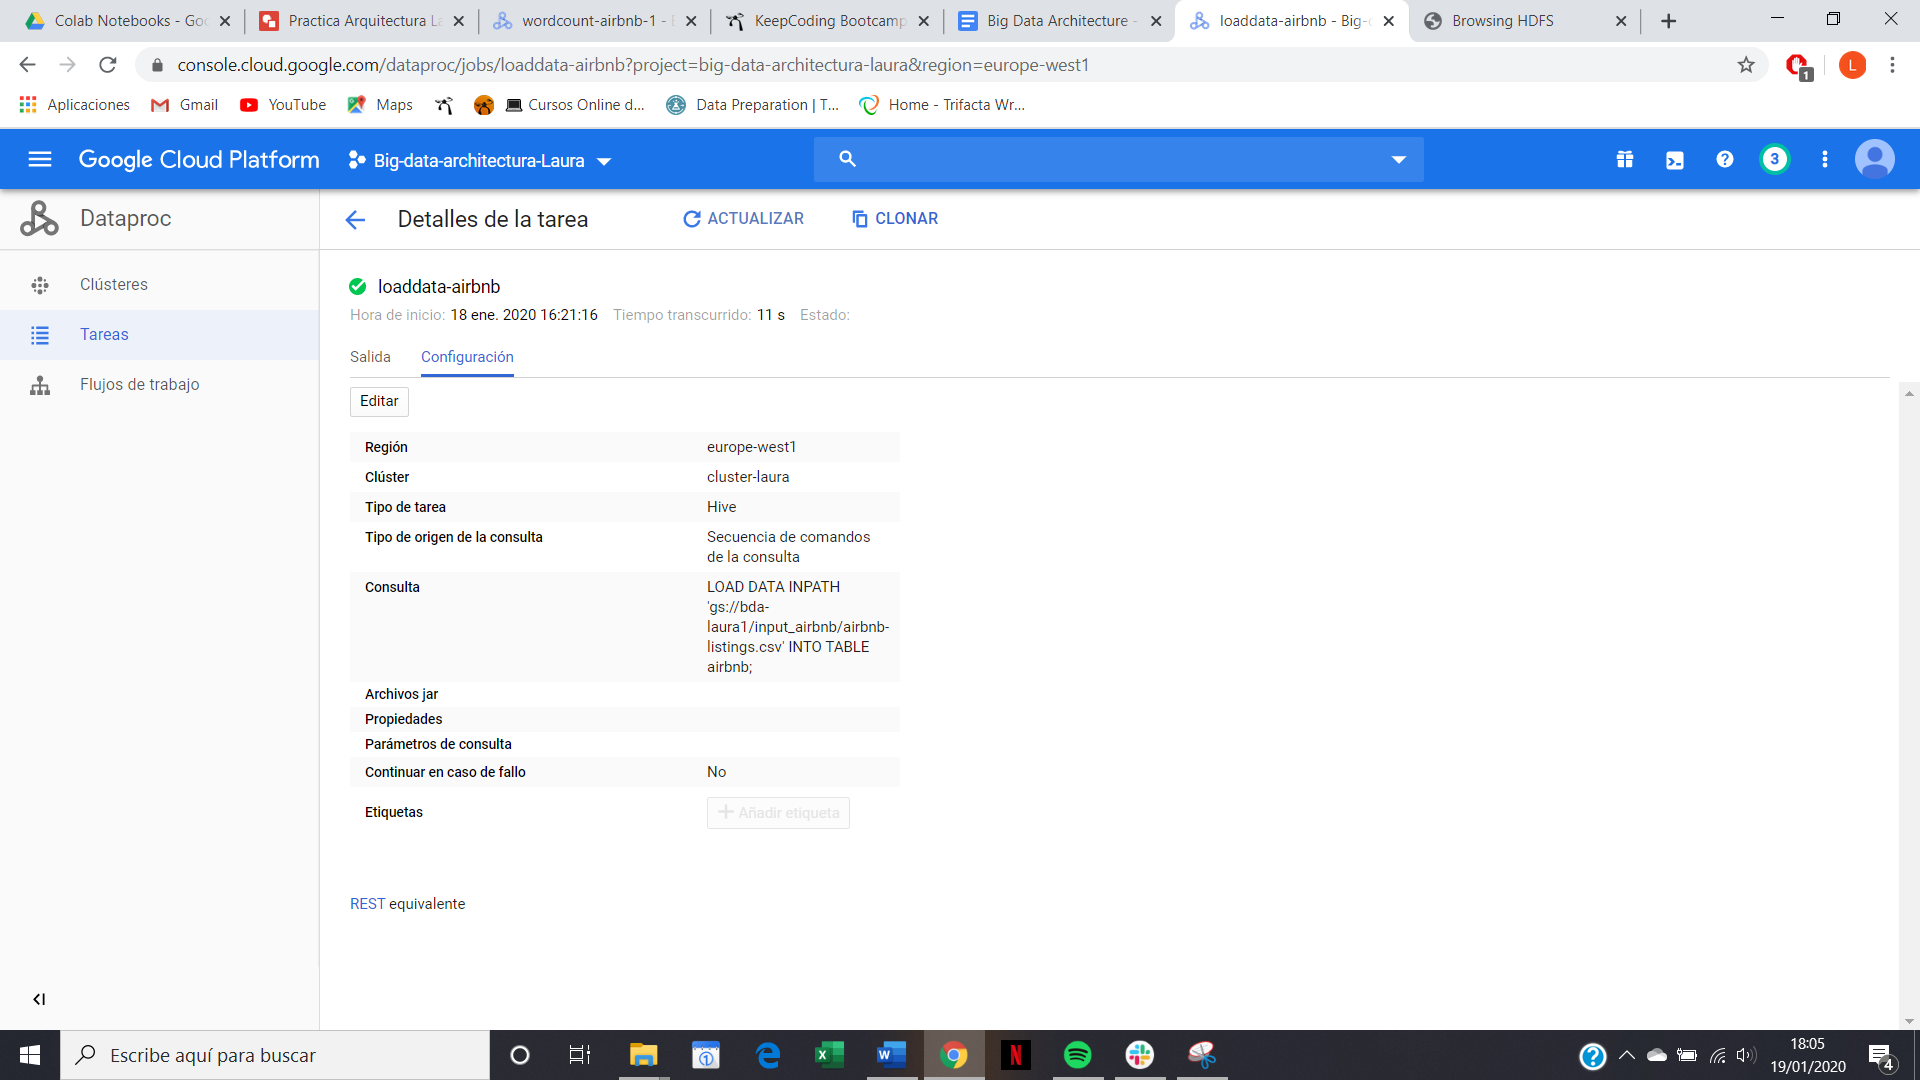 Colab Notebooks - Goo
Practica Arquitectura La
wordcount-airbnb-1 - B
KeepCoding Bootcamp
Big Data Architecture -
loaddata-airbnb - Big-d
Browsing HDFS
console.cloud.google.com/dataproc/jobs/loaddata-airbnb?project=big-data-architectura-laura&region=europe-west1
1
L
Aplicaciones
Gmail
YouTube
Maps
Cursos Online d...
Data Preparation | T...
Home - Trifacta Wr...
Google Cloud Platform
Big-data-architectura-Laura
3
Dataproc
Detalles de la tarea
ACTUALIZAR
CLONAR
Clústeres
Tareas
Flujos de trabajo
loaddata-airbnb
Hora de inicio: 18 ene. 2020 16:21:16 Tiempo transcurrido: 11 s Estado:
Salida
Configuración
Editar
Región europe-west1
Clúster cluster-laura
Tipo de tarea Hive
Tipo de origen de la consulta Secuencia de comandos
de la consulta
Consulta LOAD DATA INPATH
'gs://bda-
laura1/input_airbnb/airbnb-
listings.csv' INTO TABLE
airbnb;
Archivos jar
Propiedades
Parámetros de consulta
Continuar en caso de fallo No
Etiquetas + Añadir etiqueta
REST equivalente
Escribe aquí para buscar
18:05
19/01/2020
4